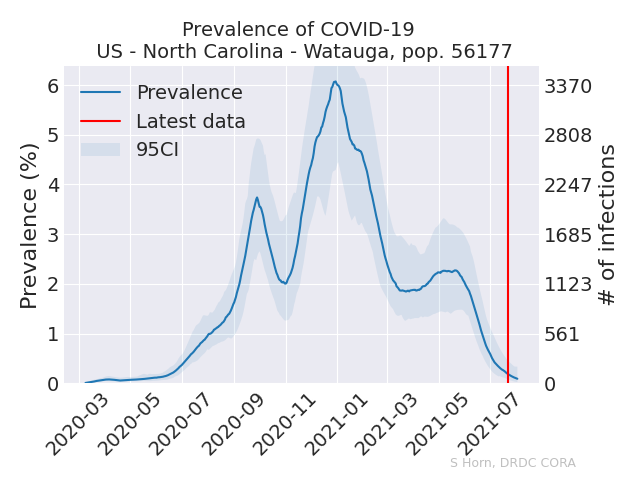 Prevalence of COVID-19
US - North Carolina - Watauga, pop. 56177
Prevalence
Latest data
95CI
Prevalence (%)
6
5
4
3
2
1
0
3370
2808
2247
1685
1123
561
0
# of infections
2020-03
2020-05
2020-07
2020-09
2020-11
2021-01
2021-03
2021-05
2021-07
S Horn, DRDC CORA